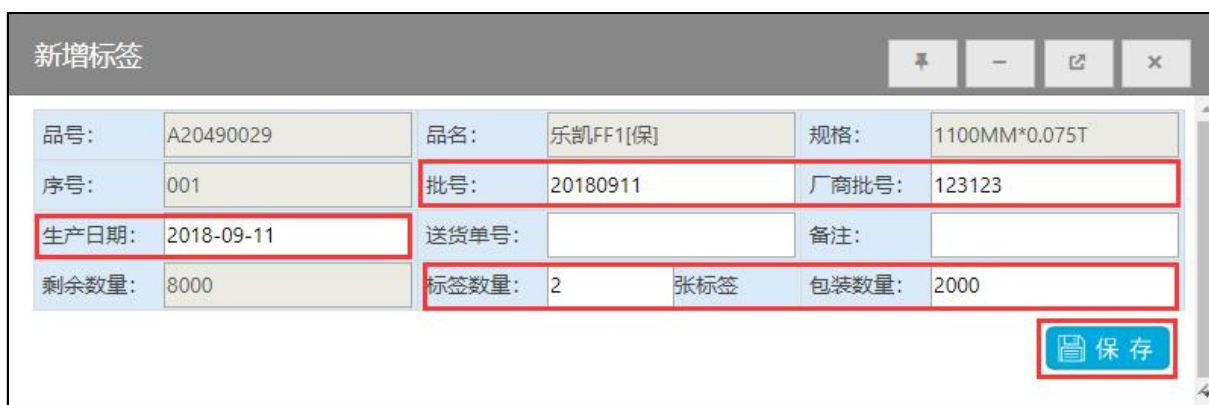 新增标签
品号： A20490029 品名： 乐凯FF1[保] 规格： 1100MM*0.075T
序号： 001 批号： 20180911 厂商批号： 123123
生产日期： 2018-09-11 送货单号： 备注：
剩余数量： 8000 标签数量： 2 张标签 包装数量： 2000
保 存